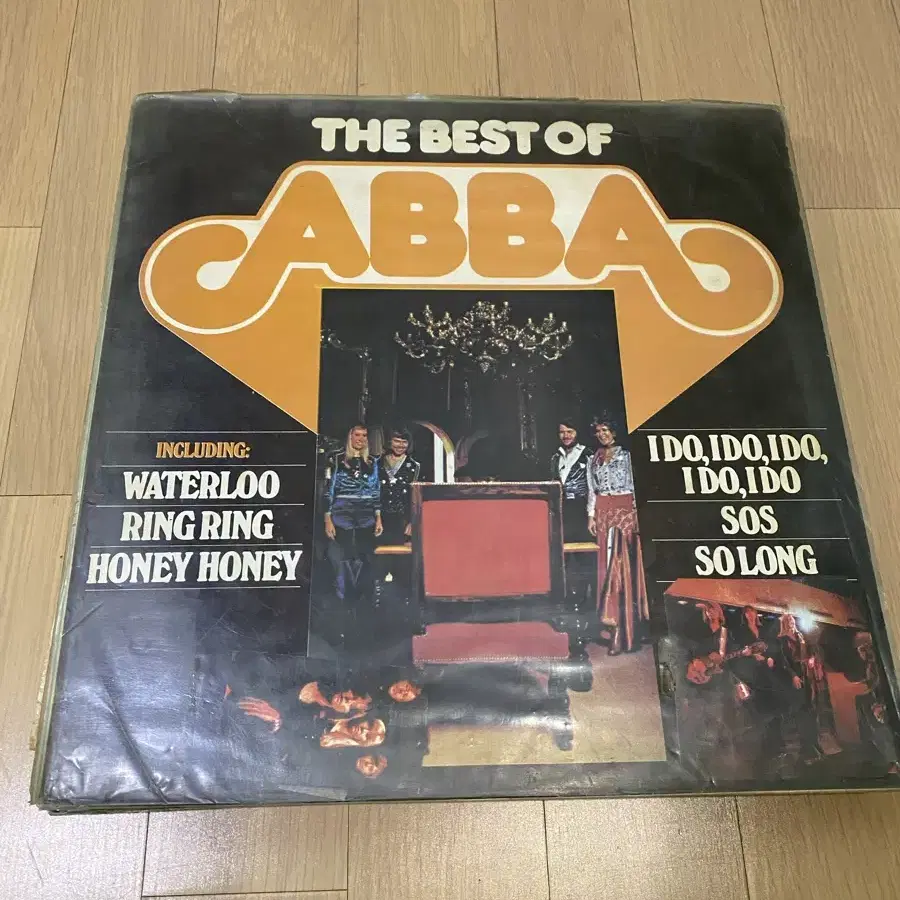 THE BEST OF
ABBA
INCLUDING:
WATERLOO
RING RING
HONEY HONEY
I DO, I DO, I DO,
I DO, I DO
SOS
SO LONG